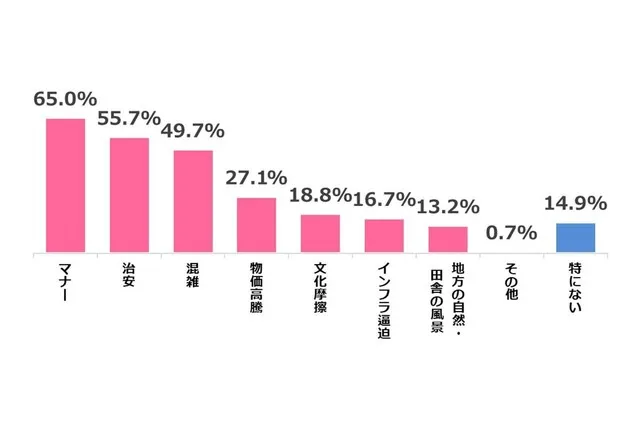 65.0%
55.7%
49.7%
27.1%
18.8%
16.7%
13.2%
0.7%
14.9%
マナー
治安
混雑
物価高騰
文化摩擦
インフラ逼迫
地方の自然・
田舎の風景
その他
特にない